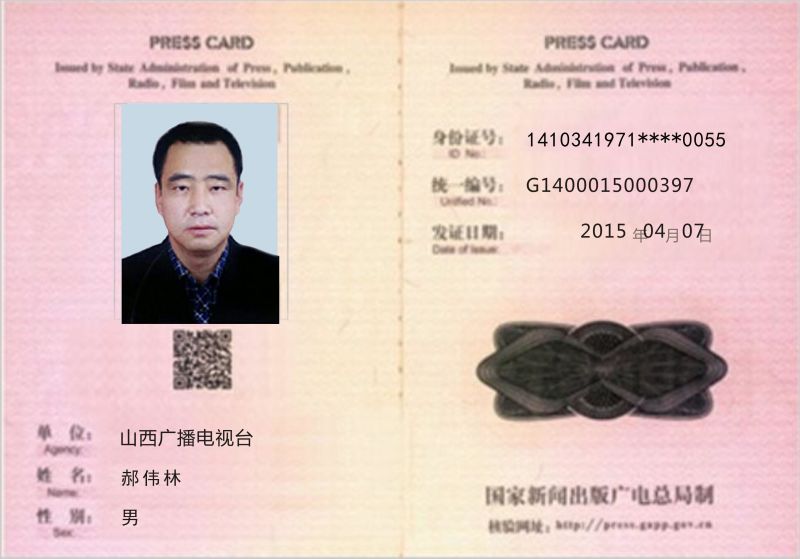 PRESS CARD
Issued by State Administration of Press, Publication,
Radio, Film and Television
单 位: 山西广播电视台
Agency:
姓 名: 郝伟林
Name:
性 别: 男
Sex:
PRESS CARD
Issued by State Administration of Press, Publication,
Radio, Film and Television
身份证号: 1410341971****0055
ID No.:
统一编号: G1400015000397
Unified No.:
发证日期: 2015 年04月07日
Date of Issue:
国家新闻出版广电总局制
核验网址: http://press.gapp.gov.cn